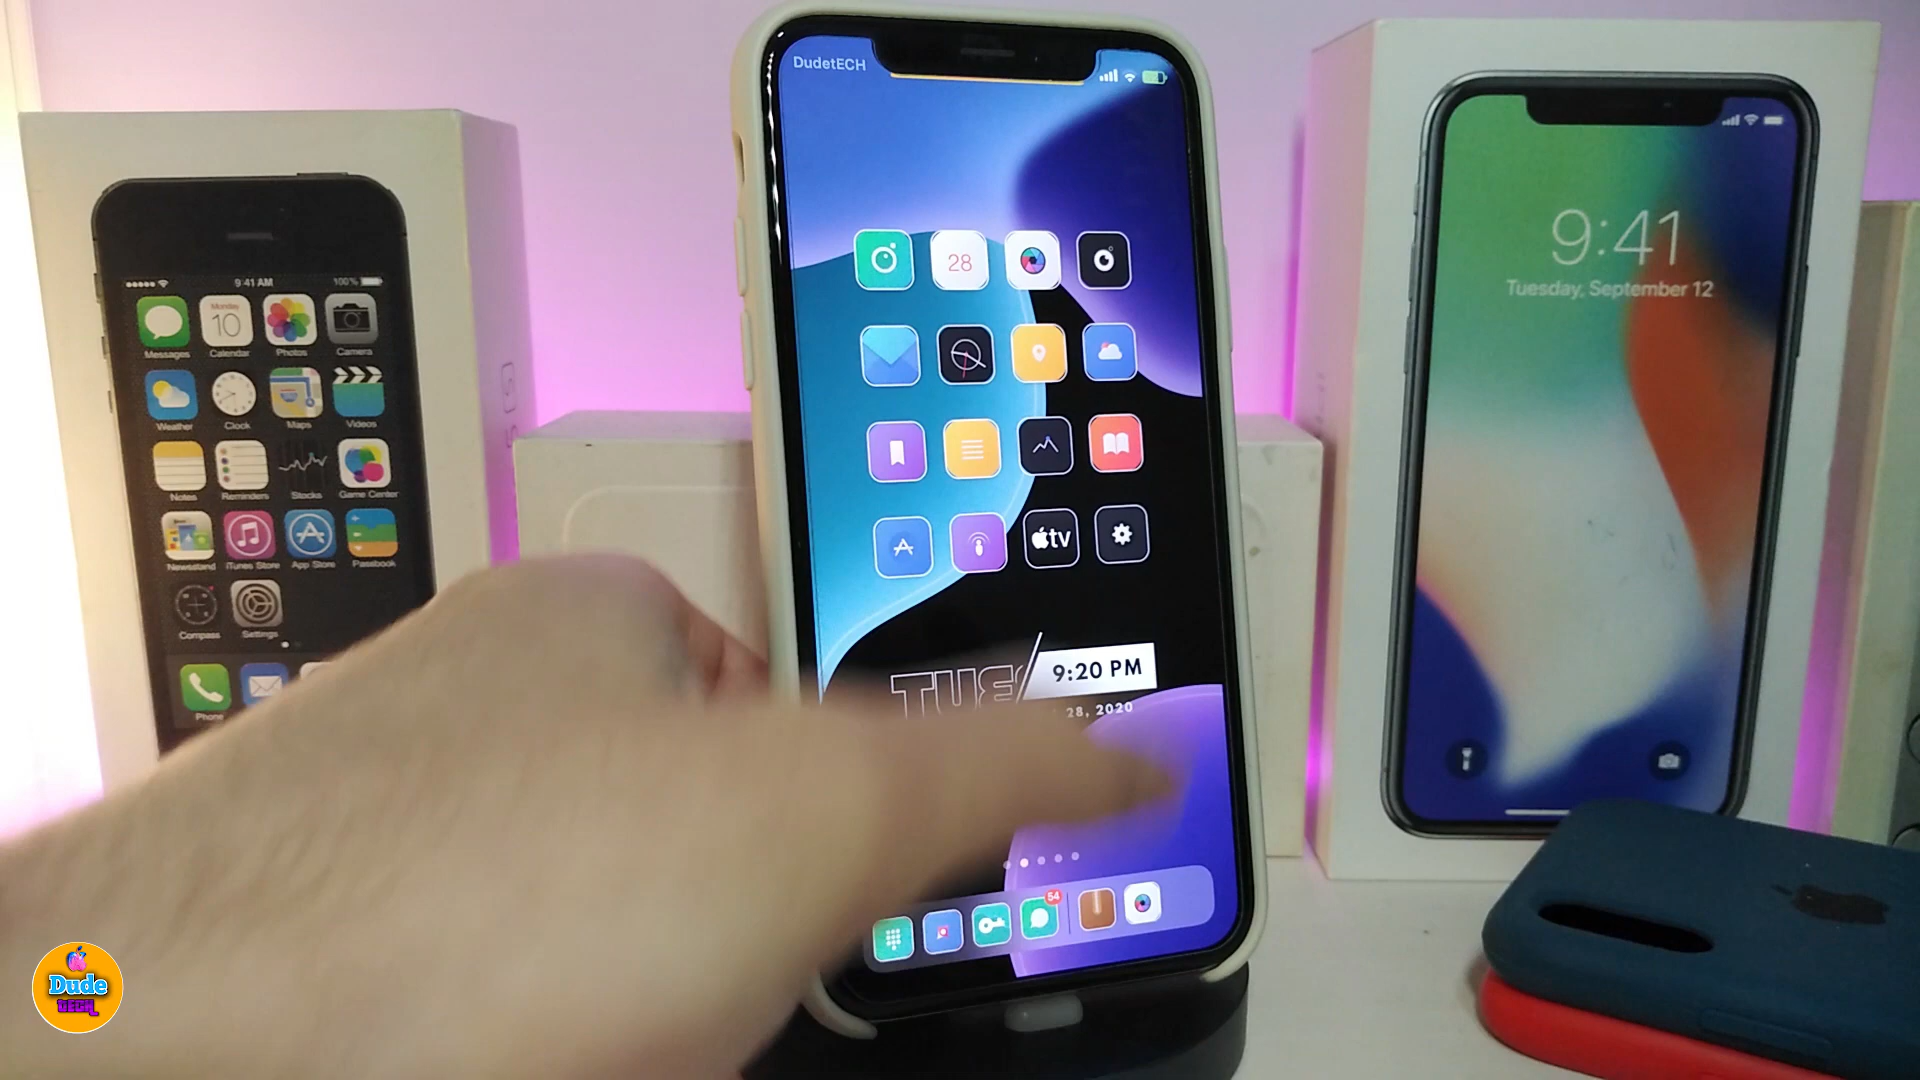 9:41 AM
100%
Monday
10
Messages
Calendar
Photos
Camera
Weather
Clock
Maps
Videos
Notes
Reminders
Stocks
Game Center
Newsstand
iTunes Store
App Store
Passbook
Compass
Settings
Phone
DudetECH
28
tv
TUES
9:20 PM
28, 2020
54
9:41
Tuesday, September 12
Dude
TECH